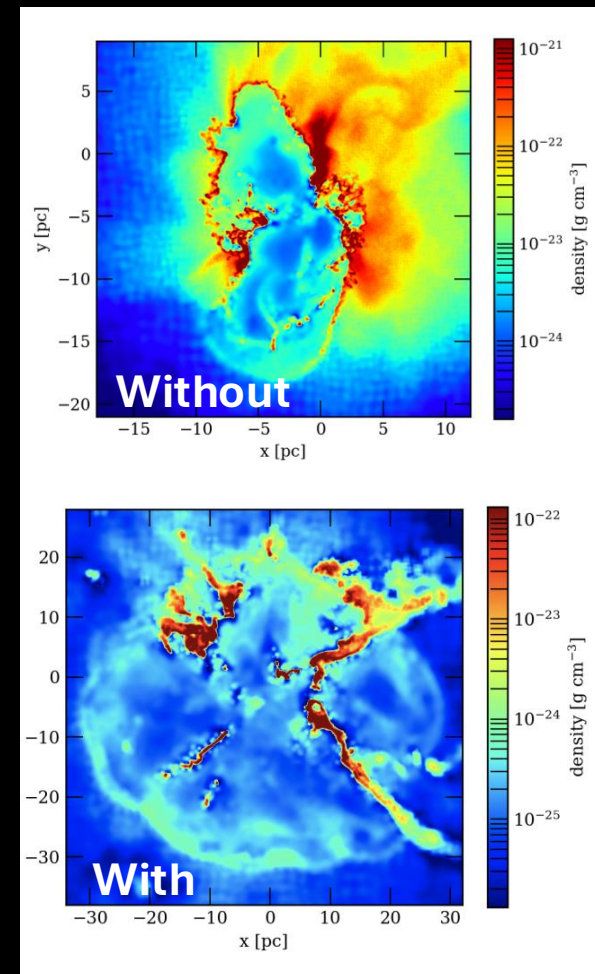 5
0
−5
−10
−15
−20
y [pc]
−15 −10 −5 0 5 10
x [pc]
10−21
10−22
10−23
10−24
density [g cm−3]
Without
20
10
0
−10
−20
−30
−30 −20 −10 0 10 20 30
x [pc]
10−22
10−23
10−24
10−25
density [g cm−3]
With